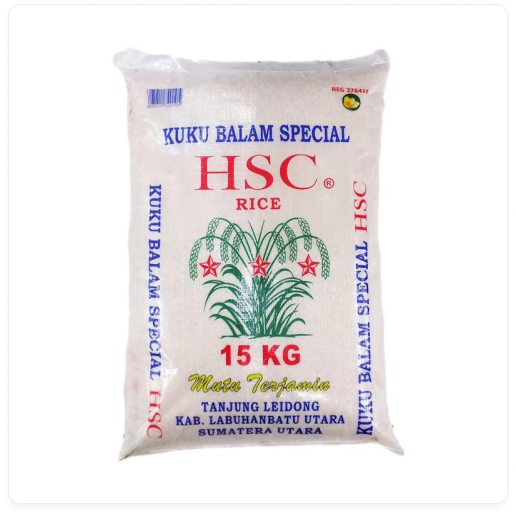 REG 37641
KUKU BALAM SPECIAL
HSC ®
RICE
KUKU BALAM SPECIAL HSC
KUKU BALAM SPECIAL HSC
15 KG
Mutu Terjamin
TANJUNG LEIDONG
KAB. LABUHANBATU UTARA
SUMATERA UTARA